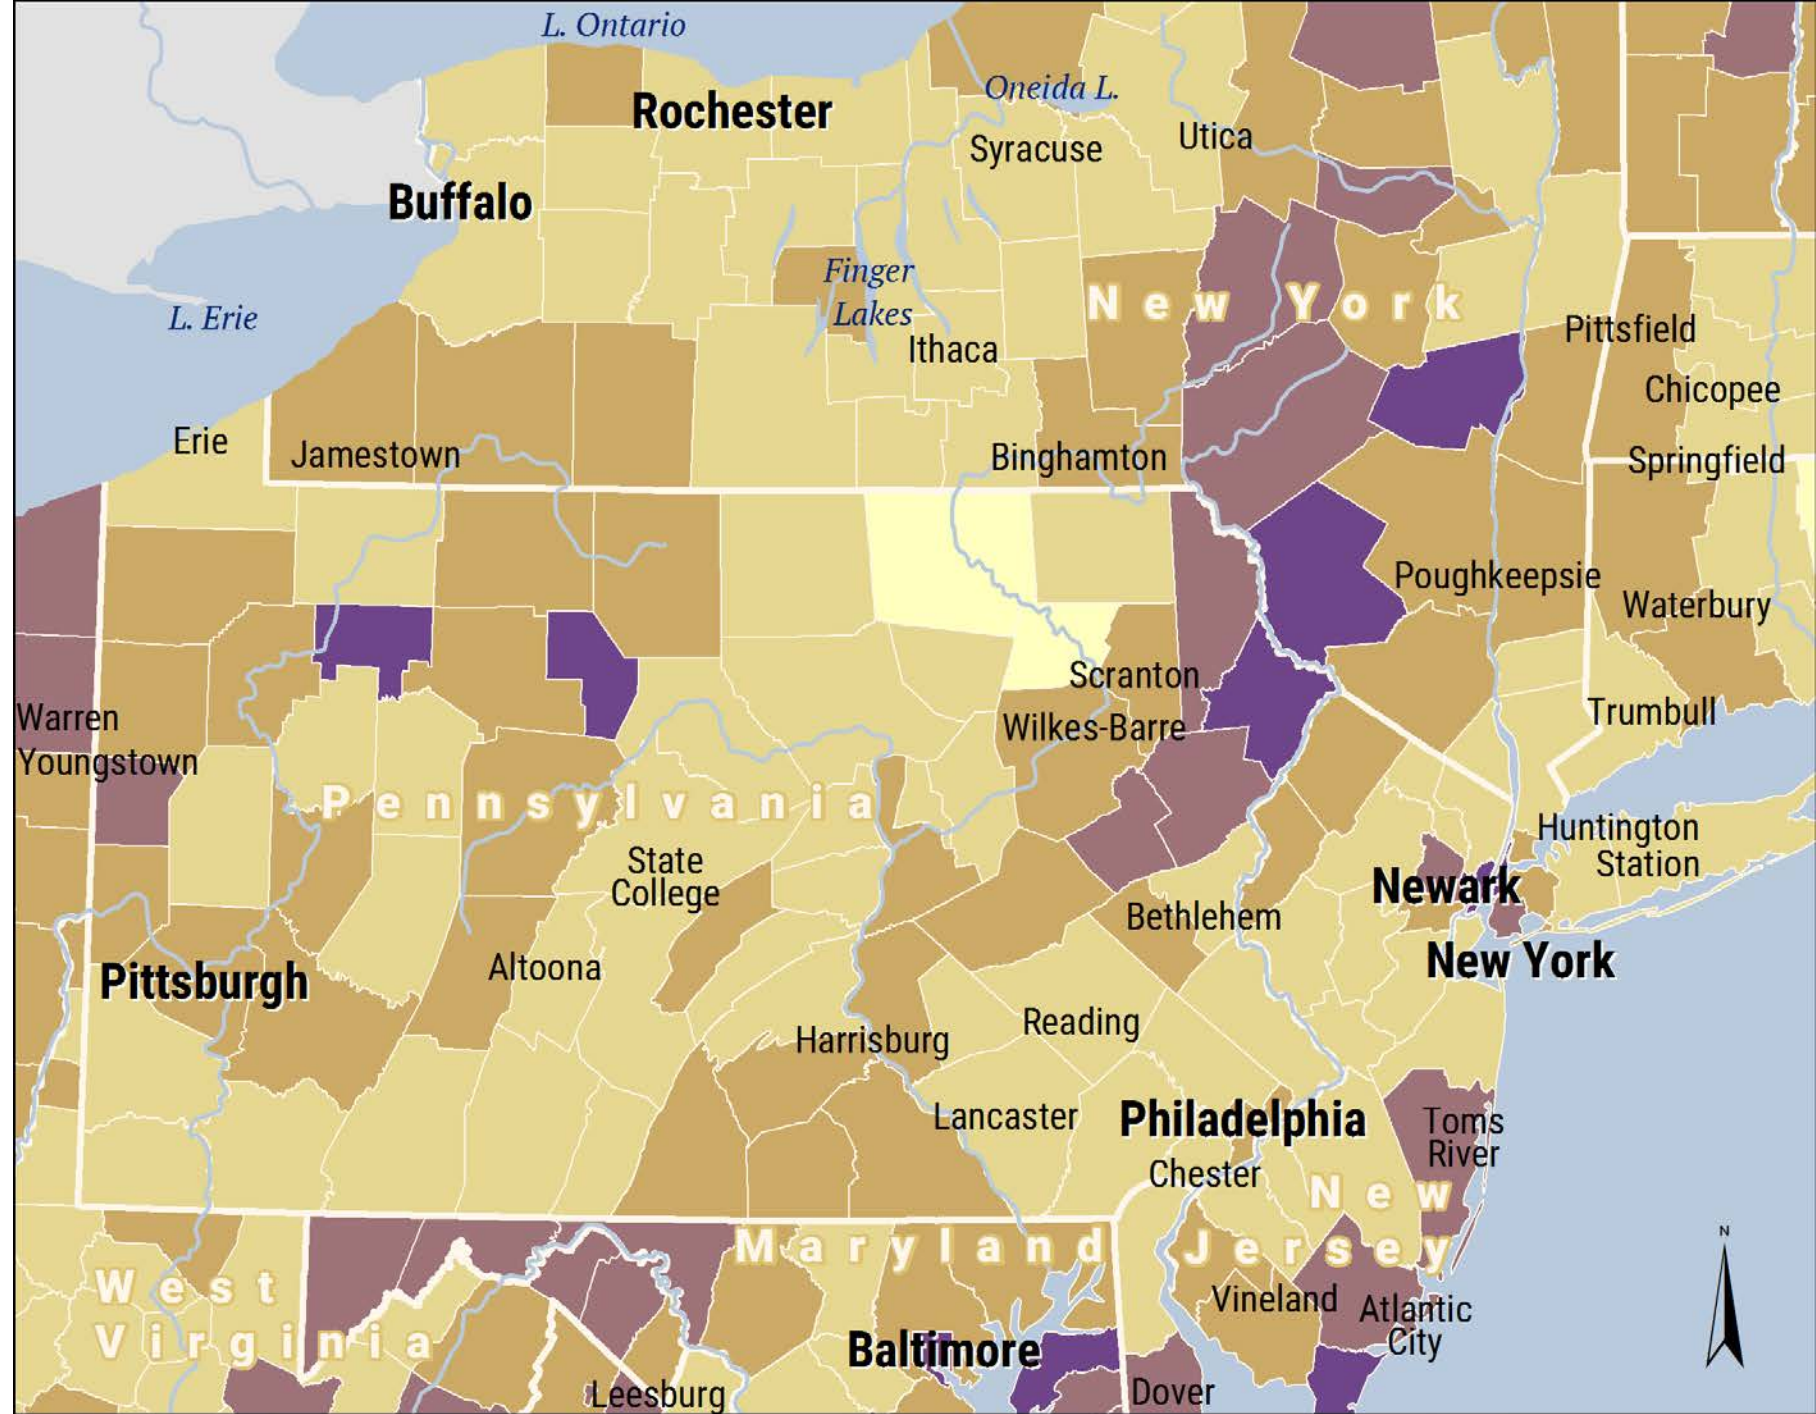 L. Ontario
Rochester
Oneida L.
Syracuse
Utica
Buffalo
Finger
Lakes
New York
L. Erie
Ithaca
Pittsfield
Chicopee
Erie
Jamestown
Binghamton
Springfield
Poughkeepsie
Waterbury
Scranton
Wilkes-Barre
Warren
Youngstown
Trumbull
Pennsylvania
State
College
Huntington
Station
Newark
Bethlehem
New York
Altoona
Pittsburgh
Reading
Harrisburg
Lancaster
Philadelphia
Toms
River
Chester
New
Jersey
Maryland
West
Virginia
Vineland
Atlantic
City
Baltimore
Leesburg
Dover
N